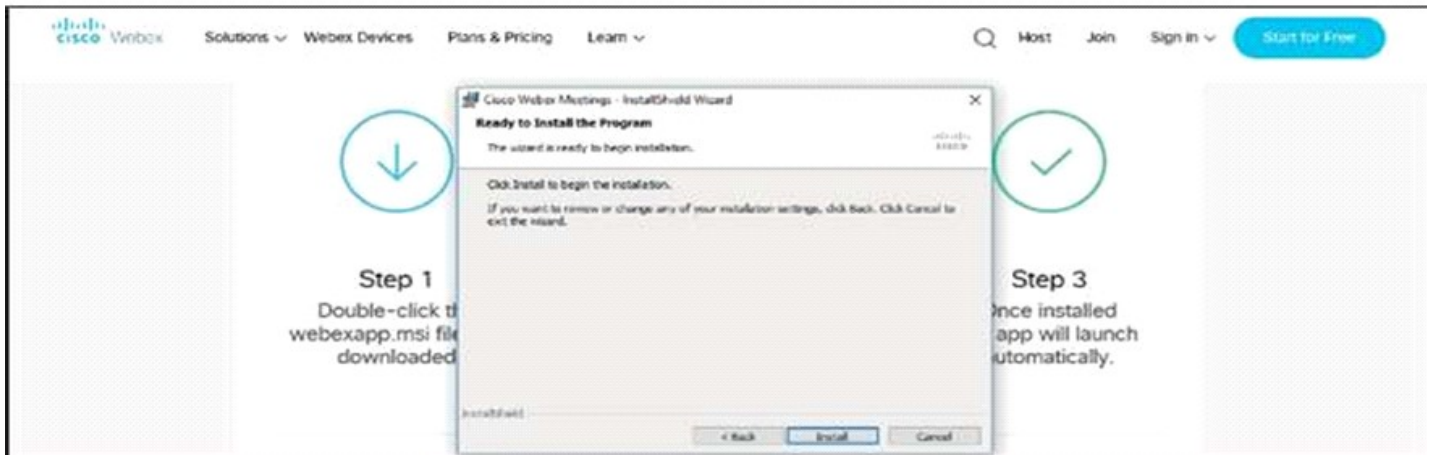 CISCO Webex
Solutions Webex Devices Plans & Pricing Learn Host Join Sign in Start for Free
Cisco Webex Meetings - InstallShield Wizard
Ready to Install the Program
The wizard is ready to begin installation.
Click Install to begin the installation.
If you want to review or change any of your installation settings, click Back. Click Cancel to
exit the wizard.
Step 1
Double-click th
webexapp.msi file
downloaded
InstallShield
< Back Install Cancel
Step 3
Once installed
app will launch
utomatically.